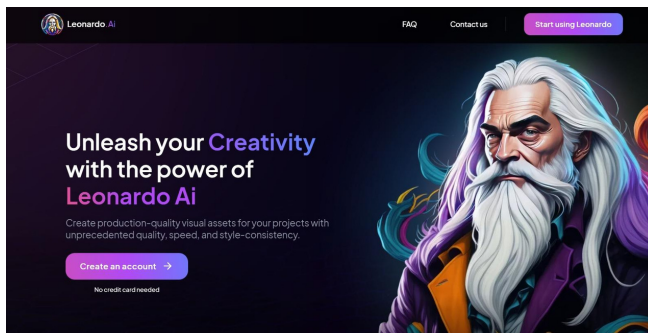 Leonardo.Ai
FAQ
Contact us
Start using Leonardo
Unleash your Creativity
with the power of
Leonardo Ai
Create production-quality visual assets for your projects with
unprecedented quality, speed, and style-consistency.
Create an account →
No credit card needed